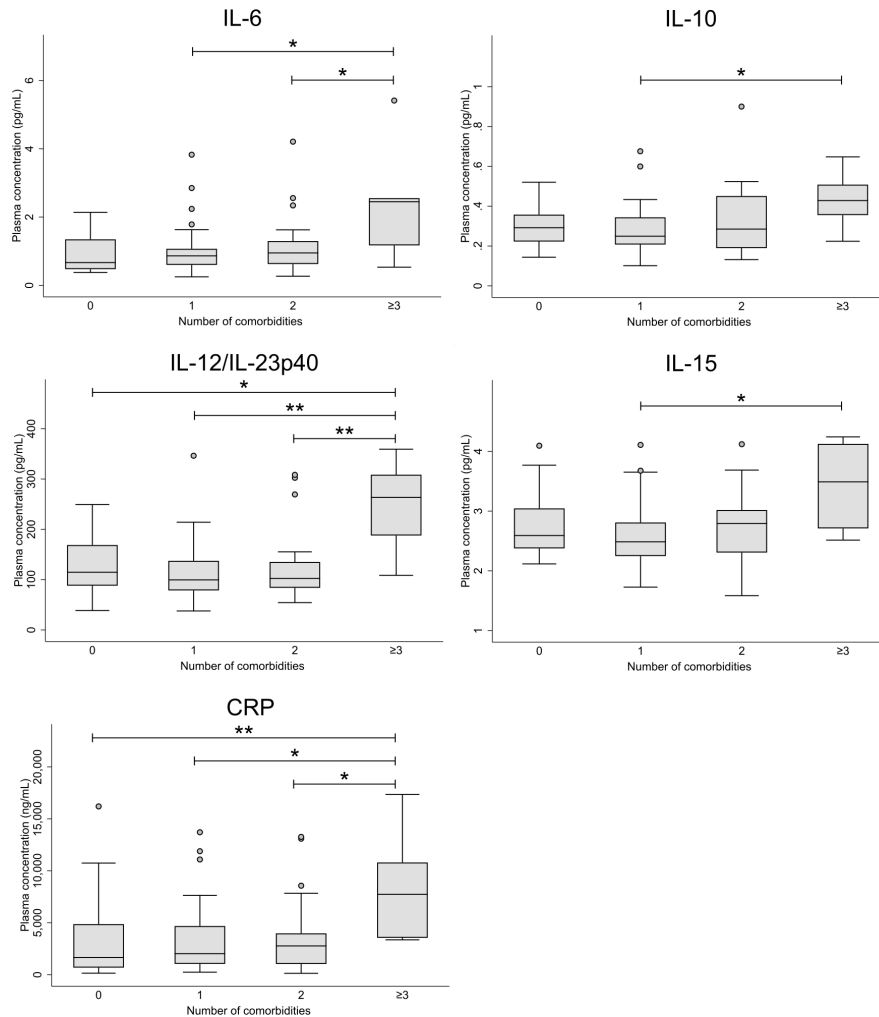 IL-6
*
*
Plasma concentration (pg/mL)
6
4
2
0
0 1 2 ≥3
Number of comorbidities
IL-10
*
Plasma concentration (pg/mL)
1
.8
.6
.4
.2
0
0 1 2 ≥3
Number of comorbidities
IL-12/IL-23p40
*
**
**
Plasma concentration (pg/mL)
400
300
200
100
0
0 1 2 ≥3
Number of comorbidities
IL-15
*
Plasma concentration (pg/mL)
4
3
2
1
0 1 2 ≥3
Number of comorbidities
CRP
**
*
*
Plasma concentration (ng/mL)
20,000
15,000
10,000
5,000
0
0 1 2 ≥3
Number of comorbidities